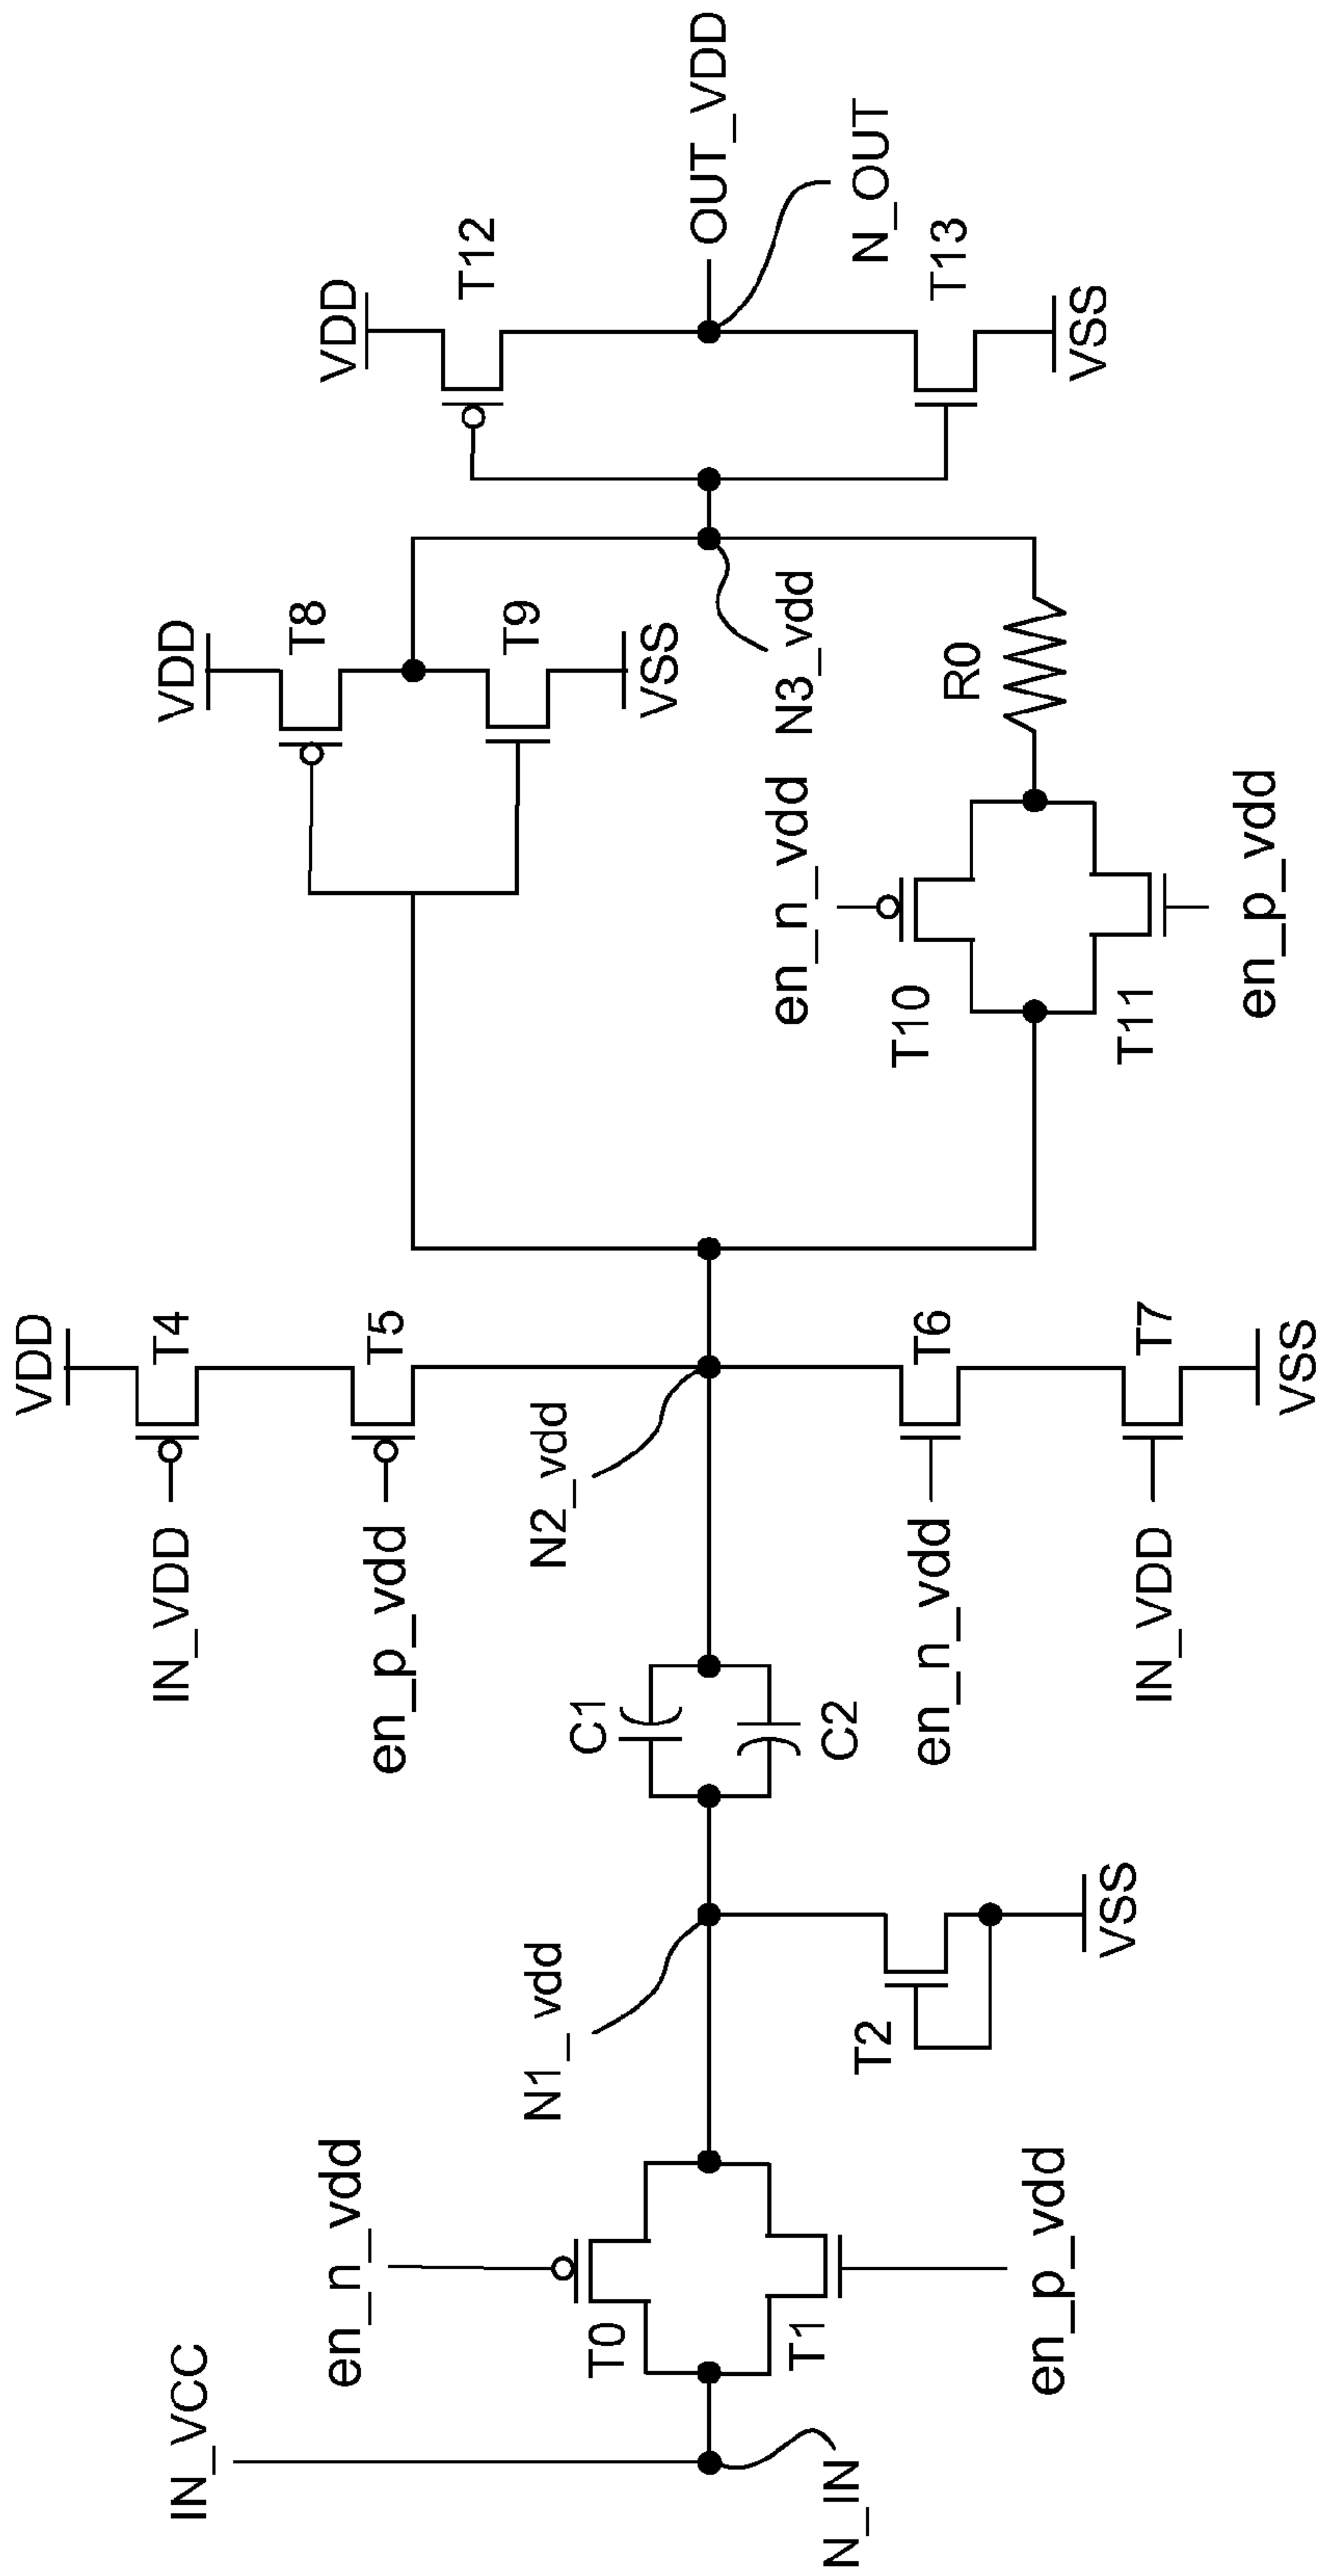 IN_VCC
N_IN
en_n_vdd
T0
T1
en_p_vdd
N1_vdd
T2
VSS
C1
C2
VDD
IN_VDD
T4
en_p_vdd
T5
N2_vdd
en_n_vdd
T6
IN_VDD
T7
VSS
VDD
T8
T9
VSS
en_n_vdd
T10
T11
en_p_vdd
R0
N3_vdd
VDD
T12
OUT_VDD
N_OUT
T13
VSS